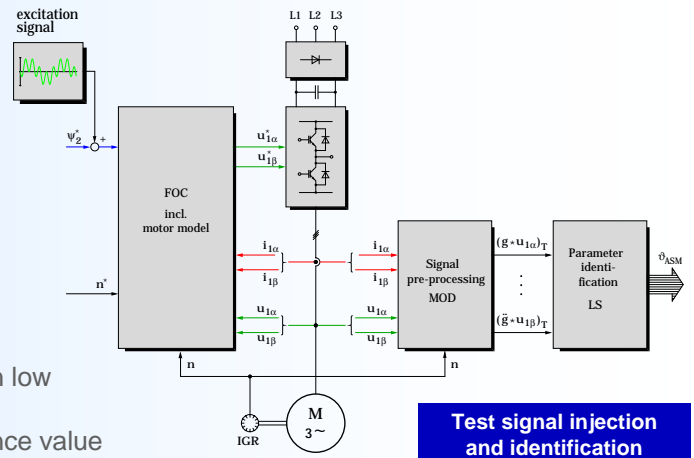 excitation
signal
L1 L2 L3
ψ*2 +
u*1α
u*1β
FOC
incl.
motor model
i1α i1α
i1β i1β
n*
u1α u1α
u1β u1β
n n
Signal
pre-processing
MOD
(g⋆u1α)T
(g̈⋆u1β)T
Parameter
identi-
fication
LS
ϑASM
IGR
M
3~
low
nce value
Test signal injection
and identification